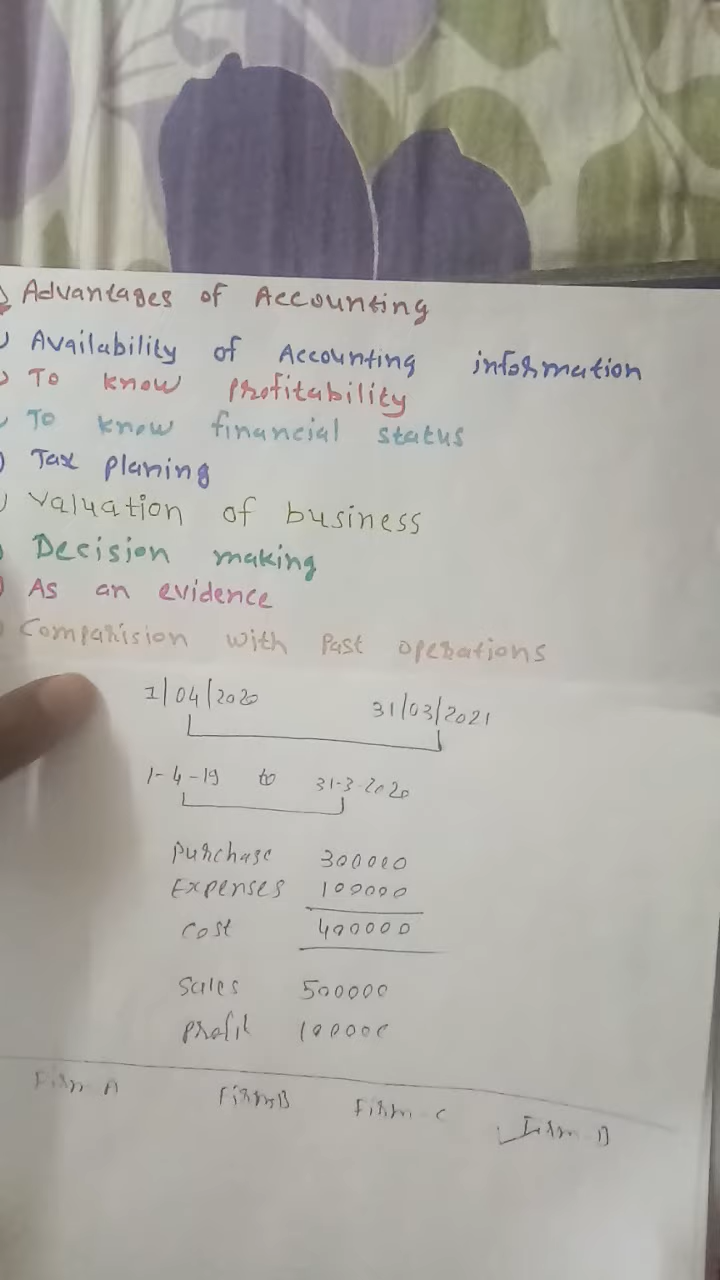 Advantages of Accounting
Availability of Accounting information
To know profitability
To know financial status
Tax planing
Valuation of business
Decision making
As an evidence
Comparision with Past operations
1/04/2020 31/03/2021
1-4-19 to 31-3-2020
Purchase 300000
Expenses 100000
Cost 400000
Sales 500000
Profit 100000
Firm A Firm B Firm C Firm D